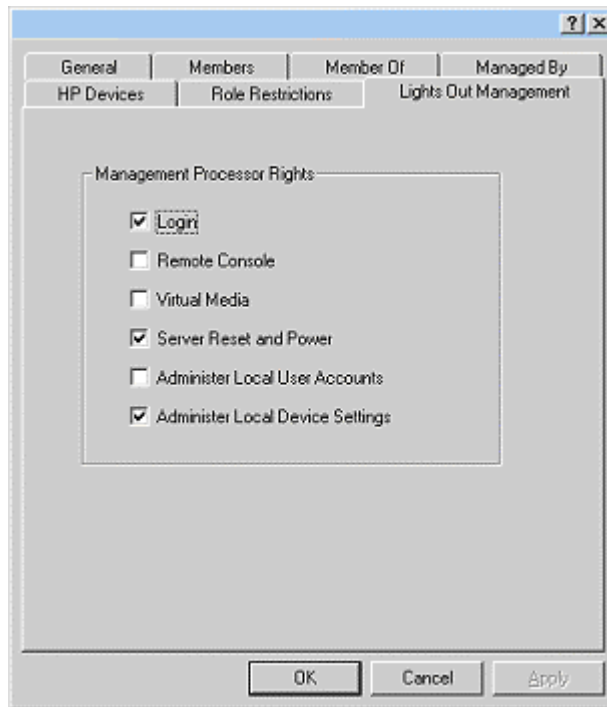 General Members Member Of Managed By
HP Devices Role Restrictions Lights Out Management
Management Processor Rights
Login
Remote Console
Virtual Media
Server Reset and Power
Administer Local User Accounts
Administer Local Device Settings
OK Cancel Apply